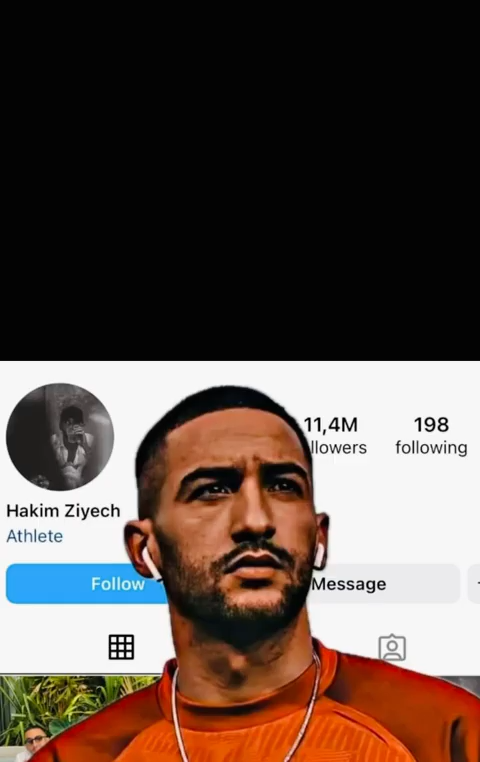 11,4M 198
llowers following
Hakim Ziyech
Athlete
Follow Message